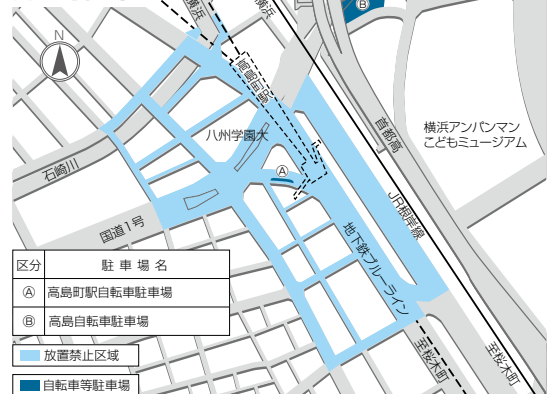 横浜
横浜
Ⓑ
N
高島町駅
首都高
八州学園大
横浜アンパンマン
こどもミュージアム
石崎川
Ⓐ
JR根岸線
国道1号
地下鉄ブルーライン
区分 駐車場名
Ⓐ 高島町駅自転車駐車場
Ⓑ 高島自転車駐車場
放置禁止区域
自転車等駐車場
至桜木町
至桜木町